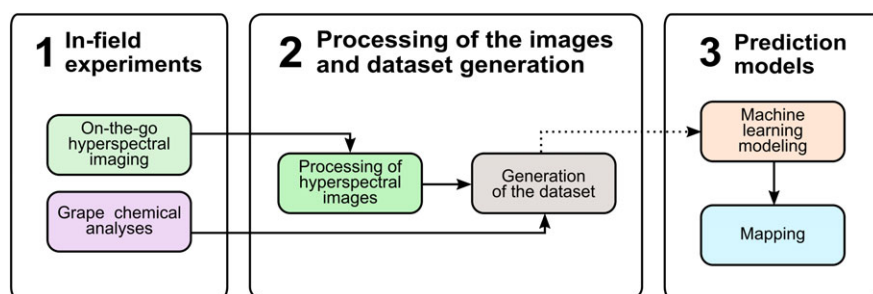 1 In-field
experiments
On-the-go
hyperspectral
imaging
Grape chemical
analyses
2 Processing of the images
and dataset generation
Processing of
hyperspectral
images
Generation
of the dataset
3 Prediction
models
Machine
learning
modeling
Mapping